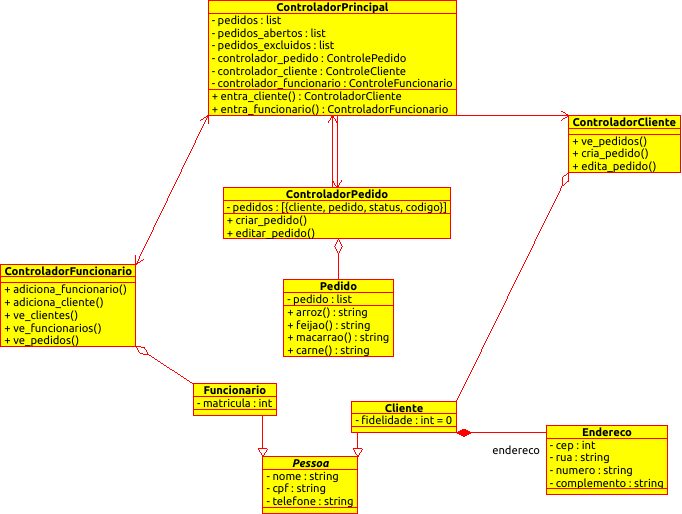 ControladorPrincipal
- pedidos : list
- pedidos_abertos : list
- pedidos_excluidos : list
- controlador_pedido : ControlePedido
- controlador_cliente : ControleCliente
- controlador_funcionario : ControleFuncionario
+ entra_cliente() : ControladorCliente
+ entra_funcionario() : ControladorFuncionario
ControladorCliente
+ ve_pedidos()
+ cria_pedido()
+ edita_pedido()
ControladorPedido
- pedidos : [{cliente, pedido, status, codigo}]
+ criar_pedido()
+ editar_pedido()
ControladorFuncionario
+ adiciona_funcionario()
+ adiciona_cliente()
+ ve_clientes()
+ ve_funcionarios()
+ ve_pedidos()
Pedido
- pedido : list
+ arroz() : string
+ feijao() : string
+ macarrao() : string
+ carne() : string
Funcionario
- matricula : int
Cliente
- fidelidade : int = 0
endereco
Endereco
- cep : int
- rua : string
- numero : string
- complemento : string
Pessoa
- nome : string
- cpf : string
- telefone : string